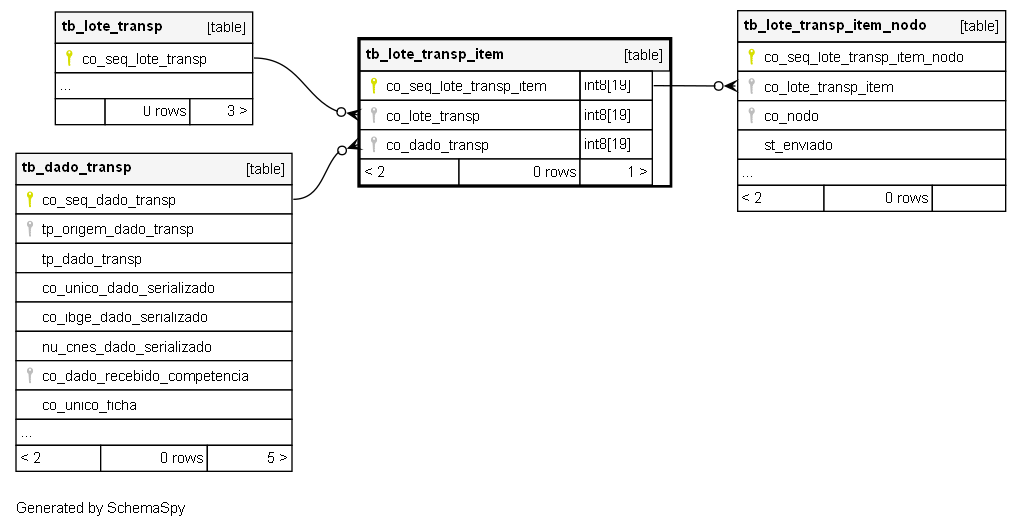 tb_lote_transp [table]
co_seq_lote_transp
...
0 rows 3 >
tb_dado_transp [table]
co_seq_dado_transp
tp_origem_dado_transp
tp_dado_transp
co_unico_dado_serializado
co_ibge_dado_serializado
nu_cnes_dado_serializado
co_dado_recebido_competencia
co_unico_ficha
...
< 2 0 rows 5 >
tb_lote_transp_item [table]
co_seq_lote_transp_item int8[19]
co_lote_transp int8[19]
co_dado_transp int8[19]
< 2 0 rows 1 >
tb_lote_transp_item_nodo [table]
co_seq_lote_transp_item_nodo
co_lote_transp_item
co_nodo
st_enviado
...
< 2 0 rows
Generated by SchemaSpy